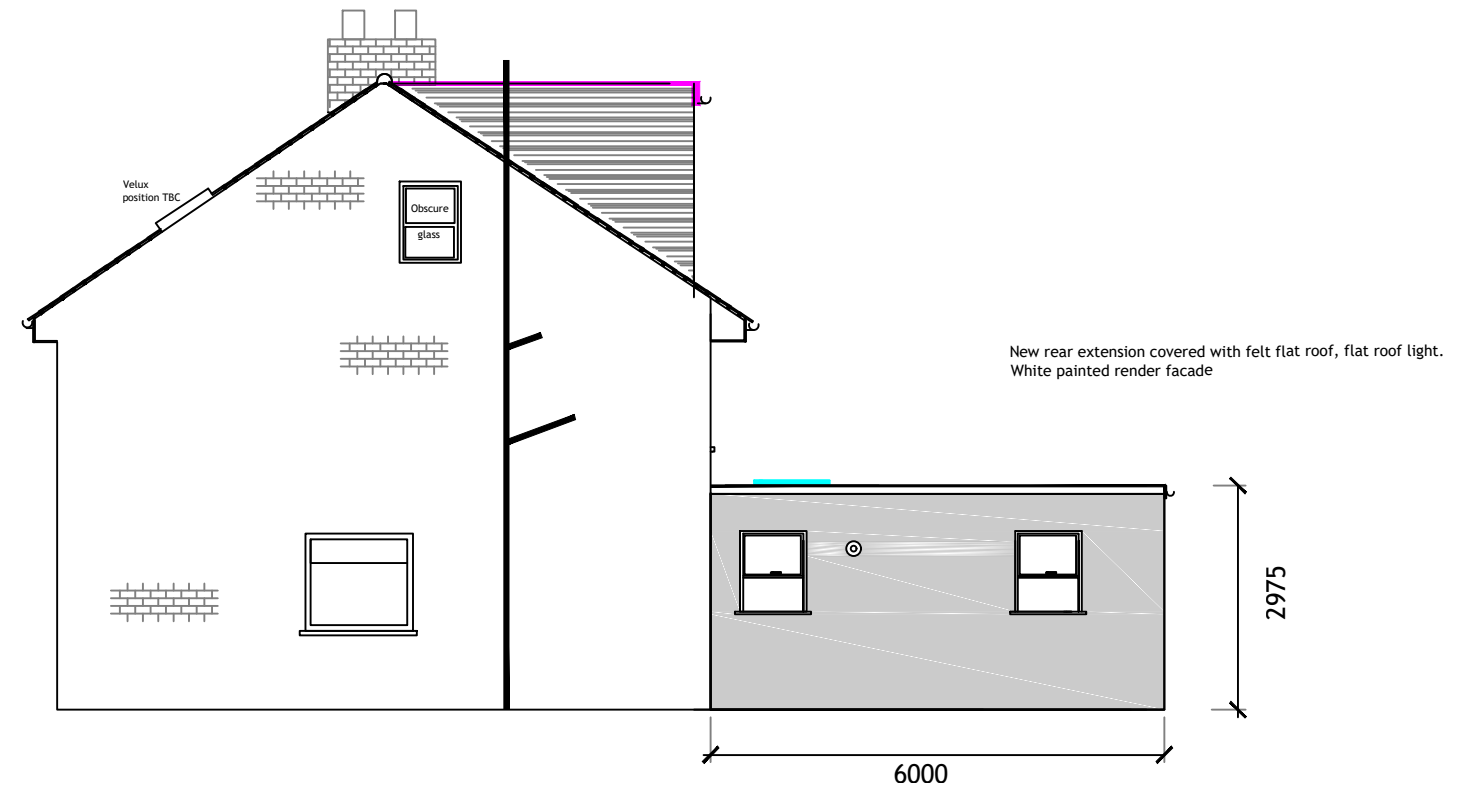 Velux
position TBC
Obscure
glass
New rear extension covered with felt flat roof, flat roof light.
White painted render facade
2975
6000